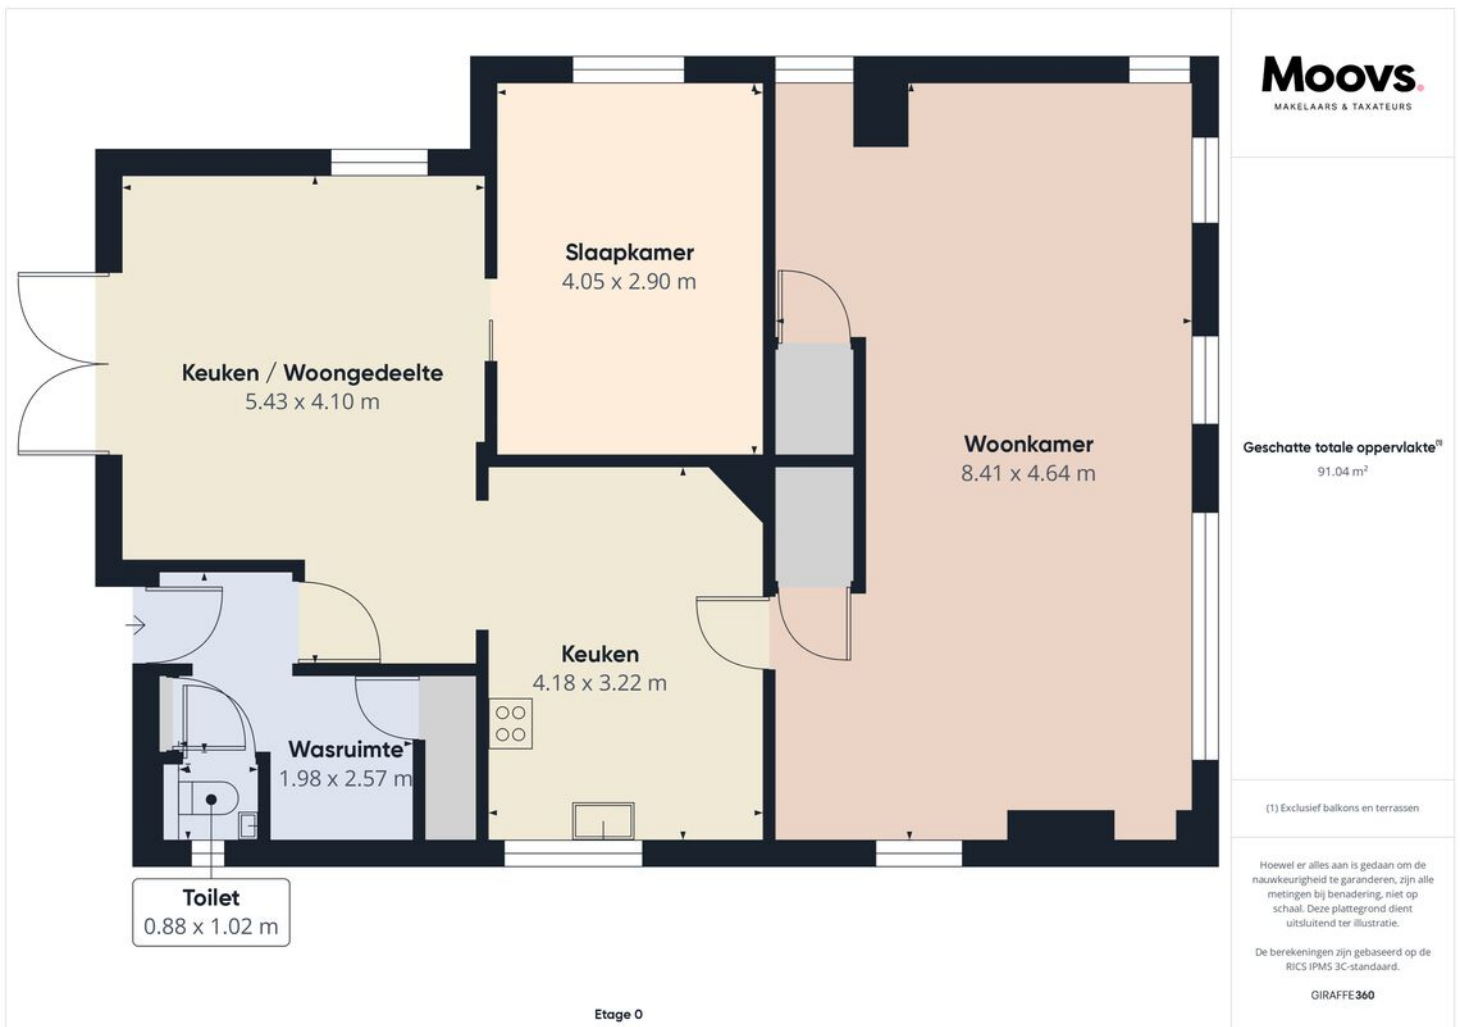 Moovs.
MAKELAARS & TAXATEURS
Slaapkamer
4.05 x 2.90 m
Keuken / Woongedeelte
5.43 x 4.10 m
Woonkamer
8.41 x 4.64 m
Keuken
4.18 x 3.22 m
Wasruimte
1.98 x 2.57 m
Toilet
0.88 x 1.02 m
Etage 0
Geschatte totale oppervlakte(1)
91.04 m²
(1) Exclusief balkons en terrassen
Hoewel er alles aan is gedaan om de
nauwkeurigheid te garanderen, zijn alle
metingen bij benadering, niet op
schaal. Deze plattegrond dient
uitsluitend ter illustratie.
De berekeningen zijn gebaseerd op de
RICS IPMS 3C-standaard.
GIRAFFE360